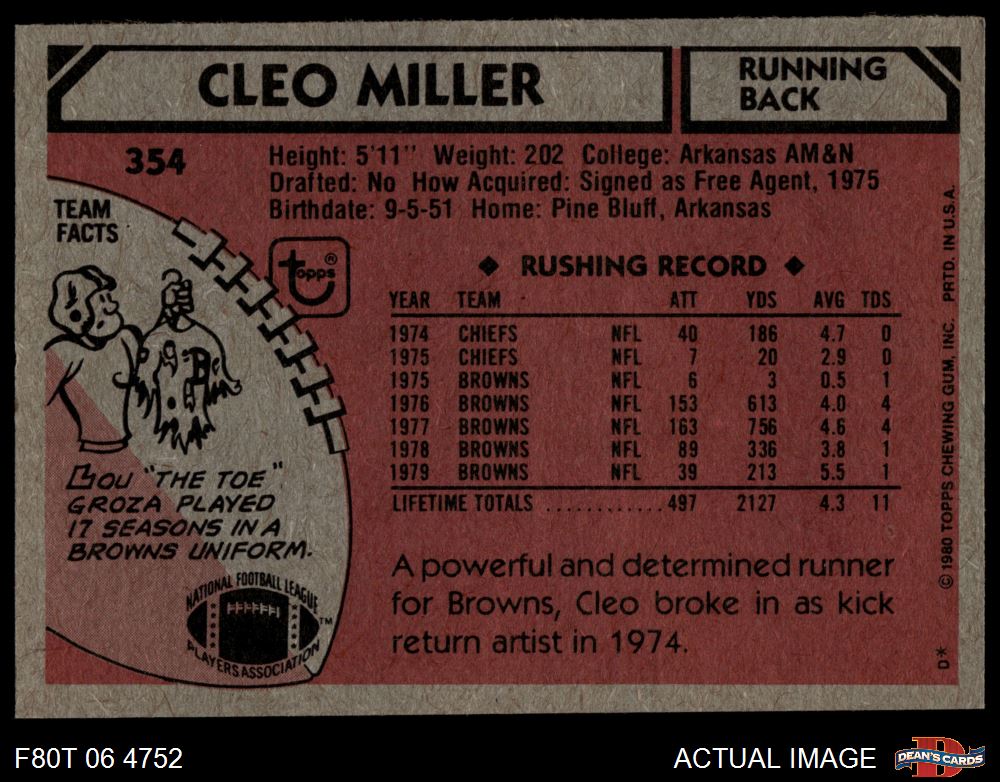 CLEO MILLER
RUNNING
BACK
354
Height: 5'11" Weight: 202 College: Arkansas AM&N
Drafted: No How Acquired: Signed as Free Agent, 1975
Birthdate: 9-5-51 Home: Pine Bluff, Arkansas
TEAM
FACTS
topps®
LOU "THE TOE"
GROZA PLAYED
17 SEASONS IN A
BROWNS UNIFORM.
NATIONAL FOOTBALL LEAGUE
PLAYERS ASSOCIATION
TM
◆ RUSHING RECORD ◆
YEAR TEAM ATT YDS AVG TDS
1974 CHIEFS NFL 40 186 4.7 0
1975 CHIEFS NFL 7 20 2.9 0
1975 BROWNS NFL 6 3 0.5 1
1976 BROWNS NFL 153 613 4.0 4
1977 BROWNS NFL 163 756 4.6 4
1978 BROWNS NFL 89 336 3.8 1
1979 BROWNS NFL 39 213 5.5 1
LIFETIME TOTALS ............ 497 2127 4.3 11
A powerful and determined runner
for Browns, Cleo broke in as kick
return artist in 1974.
© 1980 TOPPS CHEWING GUM, INC. PRTD. IN U.S.A.
D*
F80T 06 4752
ACTUAL IMAGE
D
DEAN'S CARDS